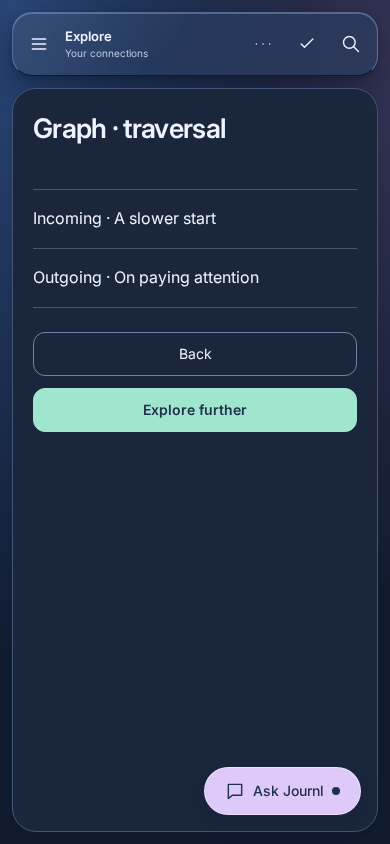 Explore
Your connections
...
Graph · traversal
Incoming · A slower start
Outgoing · On paying attention
Back
Explore further
Ask Journl